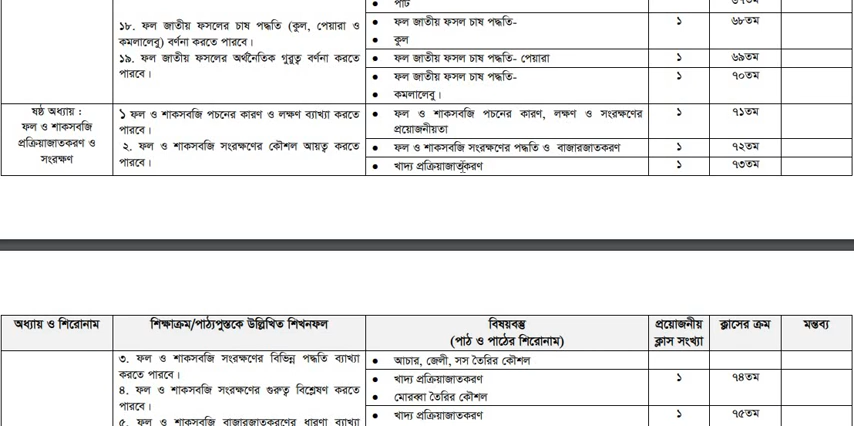 পাট
৬৭তম
১৮. ফল জাতীয় ফসলের চাষ পদ্ধতি (কুল, পেয়ারা ও
কমলালেবু) বর্ণনা করতে পারবে।
১৯. ফল জাতীয় ফসলের অর্থনৈতিক গুরুত্ব বর্ণনা করতে
পারবে।
ফল জাতীয় ফসল চাষ পদ্ধতি-
কুল
১
৬৮তম
ফল জাতীয় ফসল চাষ পদ্ধতি- পেয়ারা
১
৬৯তম
ফল জাতীয় ফসল চাষ পদ্ধতি-
কমলালেবু।
১
৭০তম
ষষ্ঠ অধ্যায় :
ফল ও শাকসবজি
প্রক্রিয়াজাতকরণ ও
সংরক্ষণ
১ ফল ও শাকসবজি পচনের কারণ ও লক্ষণ ব্যাখ্যা করতে
পারবে।
২. ফল ও শাকসবজি সংরক্ষণের কৌশল আয়ত্ব করতে
পারবে।
ফল ও শাকসবজি পচনের কারণ, লক্ষণ ও সংরক্ষণের
প্রয়োজনীয়তা
১
৭১তম
ফল ও শাকসবজি সংরক্ষণের পদ্ধতি ও বাজারজাতকরণ
১
৭২তম
খাদ্য প্রক্রিয়াজাতকরণ
১
৭৩তম
অধ্যায় ও শিরোনাম
শিক্ষাক্রম/পাঠ্যপুস্তকে উল্লিখিত শিখনফল
বিষয়বস্তু
(পাঠ ও পাঠের শিরোনাম)
প্রয়োজনীয়
ক্লাস সংখ্যা
ক্লাসের ক্রম
মন্তব্য
৩. ফল ও শাকসবজি সংরক্ষণের বিভিন্ন পদ্ধতি ব্যাখ্যা
করতে পারবে।
৪. ফল ও শাকসবজি সংরক্ষণের গুরুত্ব বিশ্লেষণ করতে
পারবে।
৫. ফল ও শাকসবজি বাজারজাতকরণের ধারণা ব্যাখ্যা
আচার, জেলী, সস তৈরির কৌশল
খাদ্য প্রক্রিয়াজাতকরণ
মোরব্বা তৈরির কৌশল
১
৭৪তম
খাদ্য প্রক্রিয়াজাতকরণ
১
৭৫তম